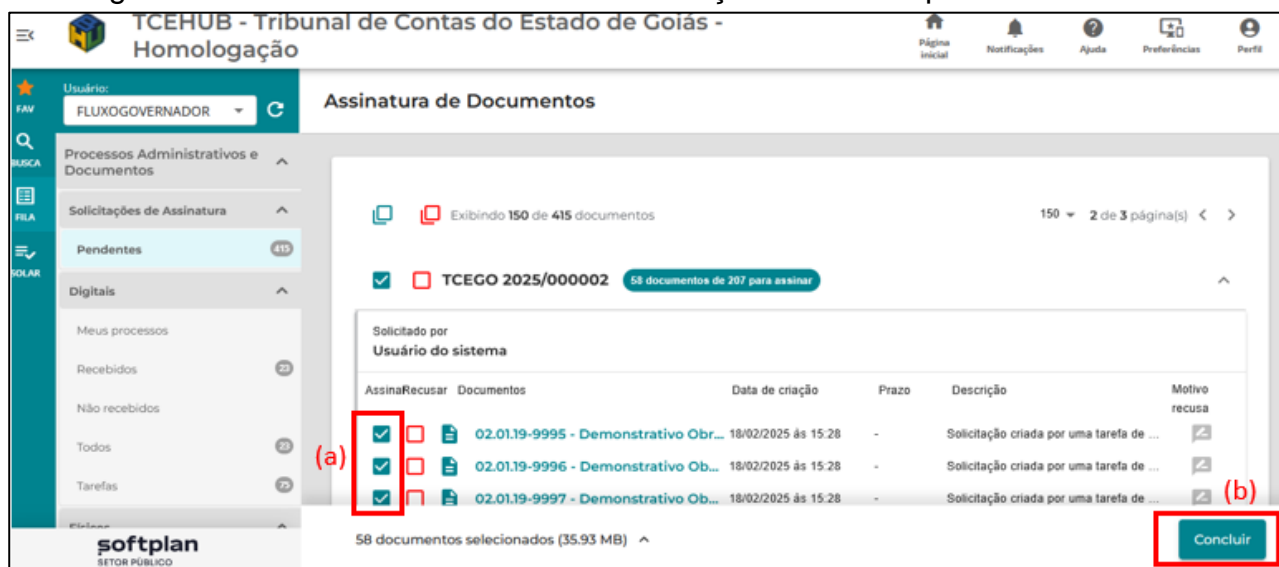 TCEHUB - Tribunal de Contas do Estado de Goiás -
Homologação
Página
inicial
Notificações
Ajuda
Preferências
Perfil
FAV
BUSCA
FILA
SOLAR
Usuário:
FLUXOGOVERNADOR
Processos Administrativos e
Documentos
Solicitações de Assinatura
Pendentes 415
Digitais
Meus processos
Recebidos 23
Não recebidos
Todos 23
Tarefas 75
softplan
SETOR PÚBLICO
Assinatura de Documentos
Exibindo 150 de 415 documentos
150 2 de 3 página(s)
TCEGO 2025/000002 58 documentos de 207 para assinar
Solicitado por
Usuário do sistema
Assinar Recusar Documentos Data de criação Prazo Descrição Motivo
recusa
02.01.19-9995 - Demonstrativo Obr... 18/02/2025 às 15:28 - Solicitação criada por uma tarefa de ...
(a)
02.01.19-9996 - Demonstrativo Ob... 18/02/2025 às 15:28 - Solicitação criada por uma tarefa de ...
02.01.19-9997 - Demonstrativo Ob... 18/02/2025 às 15:28 - Solicitação criada por uma tarefa de ...
(b)
58 documentos selecionados (35.93 MB)
Concluir